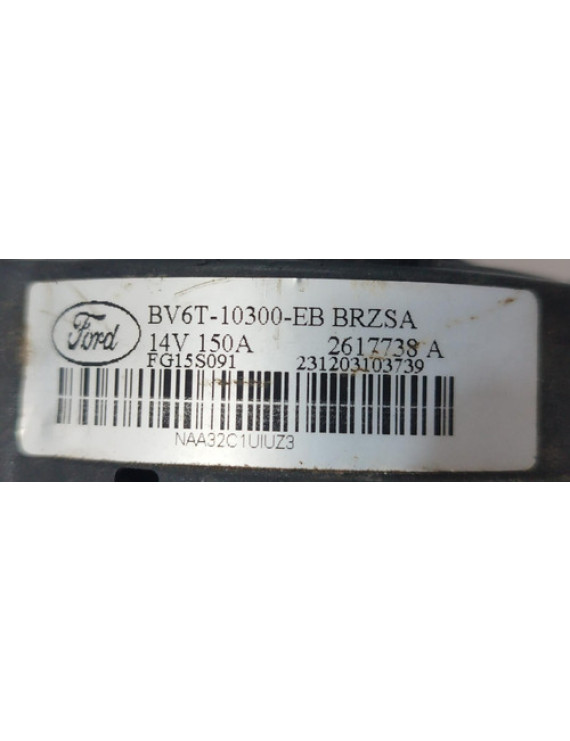 Ford
BV6T-10300-EB BRZSA
14V 150A 2617738 A
FG15S091 231203103739
NAA32C1UIUZ3